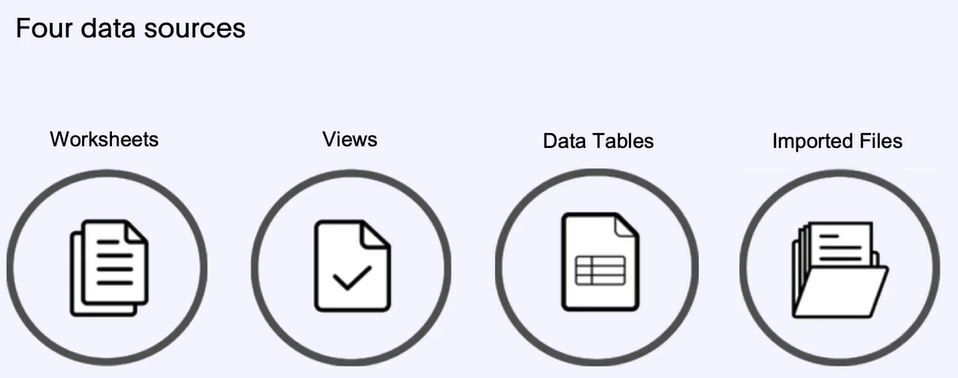 Four data sources
Worksheets
Views
Data Tables
Imported Files